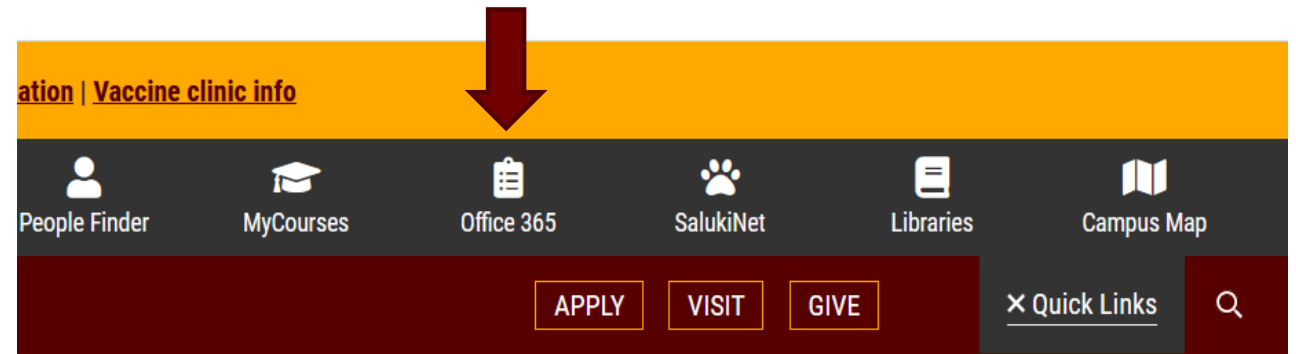 ation | Vaccine clinic info
People Finder MyCourses Office 365 SalukiNet Libraries Campus Map
APPLY VISIT GIVE × Quick Links